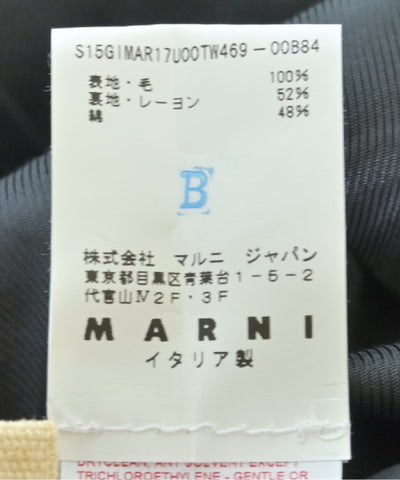 S15GIMAR17U00TW469-00B84
表地・毛 100%
裏地・レーヨン 52%
綿 48%
B
株式会社 マルニ ジャパン
東京都目黒区青葉台1-5-2
代官山Ⅳ2F・3F
MARNI
イタリア製
DRYCLEAN, ANY SOLVENT EXCEPT
TRICHLOROETHYLENE - GENTLE OR